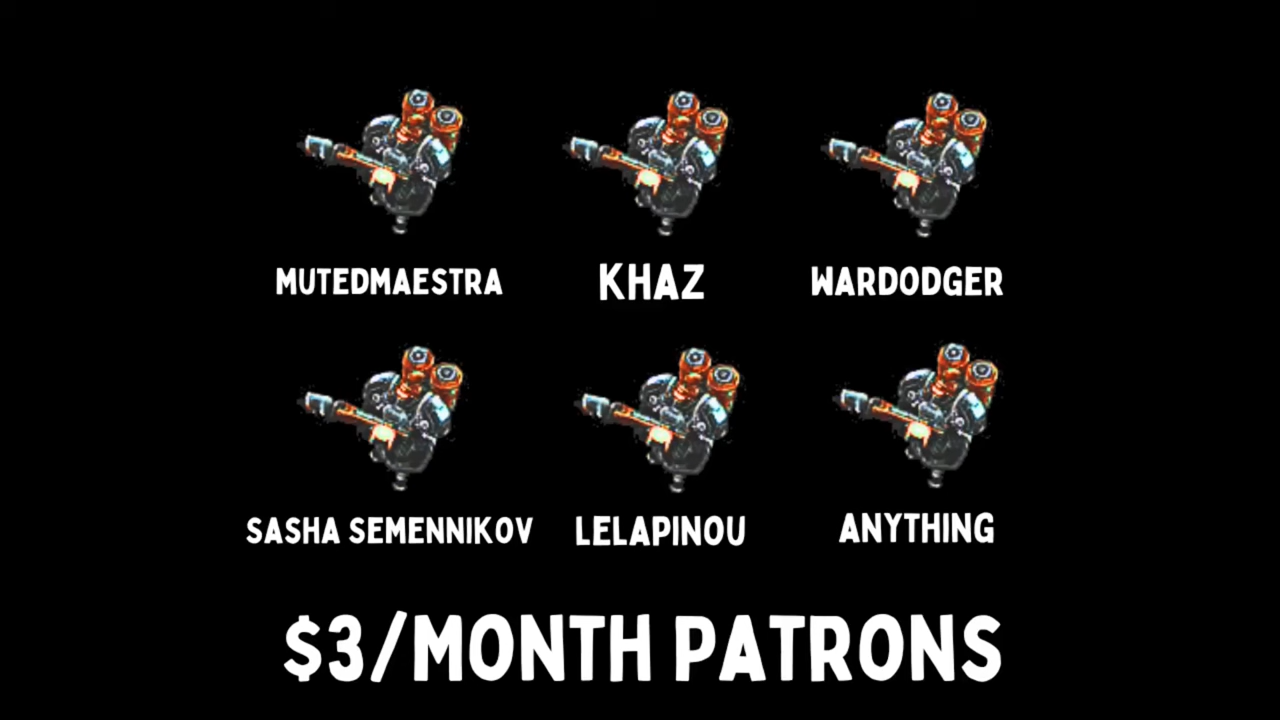 MUTEDMAESTRA
KHAZ
WARDODGER
SASHA SEMENNIKOV
LELAPINOU
ANYTHING
$3/MONTH PATRONS